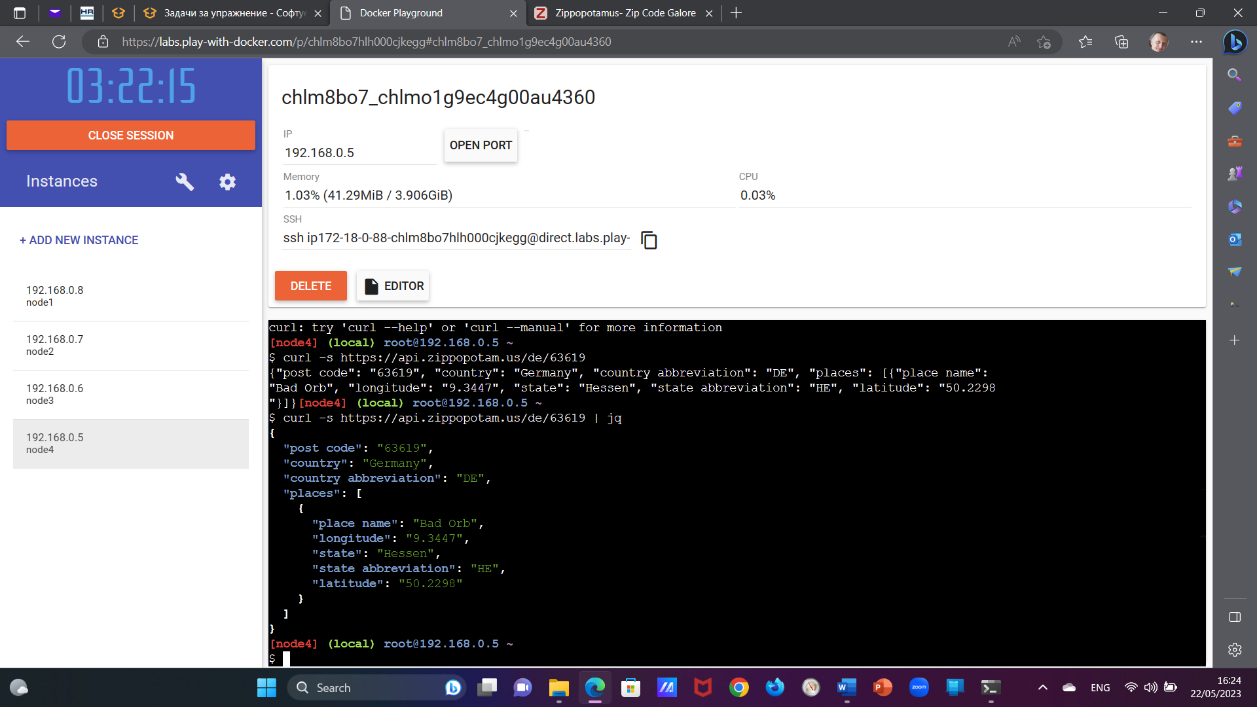 Задачи за упражнение - Софту
Docker Playground
Zippopotamus- Zip Code Galore
https://labs.play-with-docker.com/p/chlm8bo7hlh000cjkegg#chlm8bo7_chlmo1g9ec4g00au4360
03:22:15
CLOSE SESSION
Instances
+ ADD NEW INSTANCE
192.168.0.8
node1
192.168.0.7
node2
192.168.0.6
node3
192.168.0.5
node4
chlm8bo7_chlmo1g9ec4g00au4360
IP
192.168.0.5
OPEN PORT
Memory
1.03% (41.29MiB / 3.906GiB)
CPU
0.03%
SSH
ssh ip172-18-0-88-chlm8bo7hlh000cjkegg@direct.labs.play-
DELETE
EDITOR
curl: try 'curl --help' or 'curl --manual' for more information
[node4] (local) root@192.168.0.5 ~
$ curl -s https://api.zippopotam.us/de/63619
{"post code": "63619", "country": "Germany", "country abbreviation": "DE", "places": [{"place name":
"Bad Orb", "longitude": "9.3447", "state": "Hessen", "state abbreviation": "HE", "latitude": "50.2298
"}]}[node4] (local) root@192.168.0.5 ~
$ curl -s https://api.zippopotam.us/de/63619 | jq
{
"post code": "63619",
"country": "Germany",
"country abbreviation": "DE",
"places": [
{
"place name": "Bad Orb",
"longitude": "9.3447",
"state": "Hessen",
"state abbreviation": "HE",
"latitude": "50.2298"
}
]
}
[node4] (local) root@192.168.0.5 ~
$
Search
ENG
16:24
22/05/2023